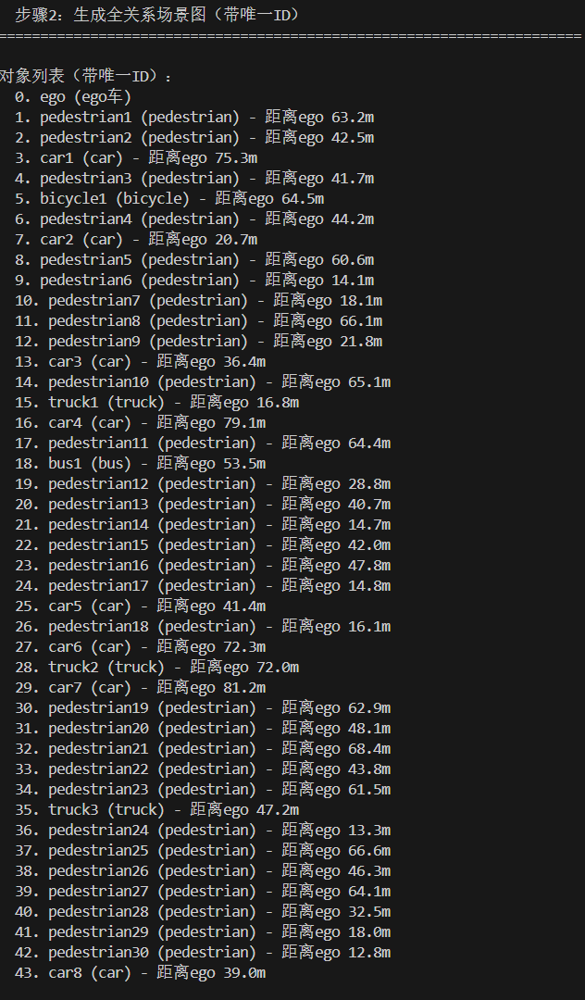 步骤2: 生成全关系场景图（带唯一ID）
======================================================================
对象列表（带唯一ID）:
0. ego (ego车)
1. pedestrian1 (pedestrian) - 距离ego 63.2m
2. pedestrian2 (pedestrian) - 距离ego 42.5m
3. car1 (car) - 距离ego 75.3m
4. pedestrian3 (pedestrian) - 距离ego 41.7m
5. bicycle1 (bicycle) - 距离ego 64.5m
6. pedestrian4 (pedestrian) - 距离ego 44.2m
7. car2 (car) - 距离ego 20.7m
8. pedestrian5 (pedestrian) - 距离ego 60.6m
9. pedestrian6 (pedestrian) - 距离ego 14.1m
10. pedestrian7 (pedestrian) - 距离ego 18.1m
11. pedestrian8 (pedestrian) - 距离ego 66.1m
12. pedestrian9 (pedestrian) - 距离ego 21.8m
13. car3 (car) - 距离ego 36.4m
14. pedestrian10 (pedestrian) - 距离ego 65.1m
15. truck1 (truck) - 距离ego 16.8m
16. car4 (car) - 距离ego 79.1m
17. pedestrian11 (pedestrian) - 距离ego 64.4m
18. bus1 (bus) - 距离ego 53.5m
19. pedestrian12 (pedestrian) - 距离ego 28.8m
20. pedestrian13 (pedestrian) - 距离ego 40.7m
21. pedestrian14 (pedestrian) - 距离ego 14.7m
22. pedestrian15 (pedestrian) - 距离ego 42.0m
23. pedestrian16 (pedestrian) - 距离ego 47.8m
24. pedestrian17 (pedestrian) - 距离ego 14.8m
25. car5 (car) - 距离ego 41.4m
26. pedestrian18 (pedestrian) - 距离ego 16.1m
27. car6 (car) - 距离ego 72.3m
28. truck2 (truck) - 距离ego 72.0m
29. car7 (car) - 距离ego 81.2m
30. pedestrian19 (pedestrian) - 距离ego 62.9m
31. pedestrian20 (pedestrian) - 距离ego 48.1m
32. pedestrian21 (pedestrian) - 距离ego 68.4m
33. pedestrian22 (pedestrian) - 距离ego 43.8m
34. pedestrian23 (pedestrian) - 距离ego 61.5m
35. truck3 (truck) - 距离ego 47.2m
36. pedestrian24 (pedestrian) - 距离ego 13.3m
37. pedestrian25 (pedestrian) - 距离ego 66.6m
38. pedestrian26 (pedestrian) - 距离ego 46.3m
39. pedestrian27 (pedestrian) - 距离ego 64.1m
40. pedestrian28 (pedestrian) - 距离ego 32.5m
41. pedestrian29 (pedestrian) - 距离ego 18.0m
42. pedestrian30 (pedestrian) - 距离ego 12.8m
43. car8 (car) - 距离ego 39.0m